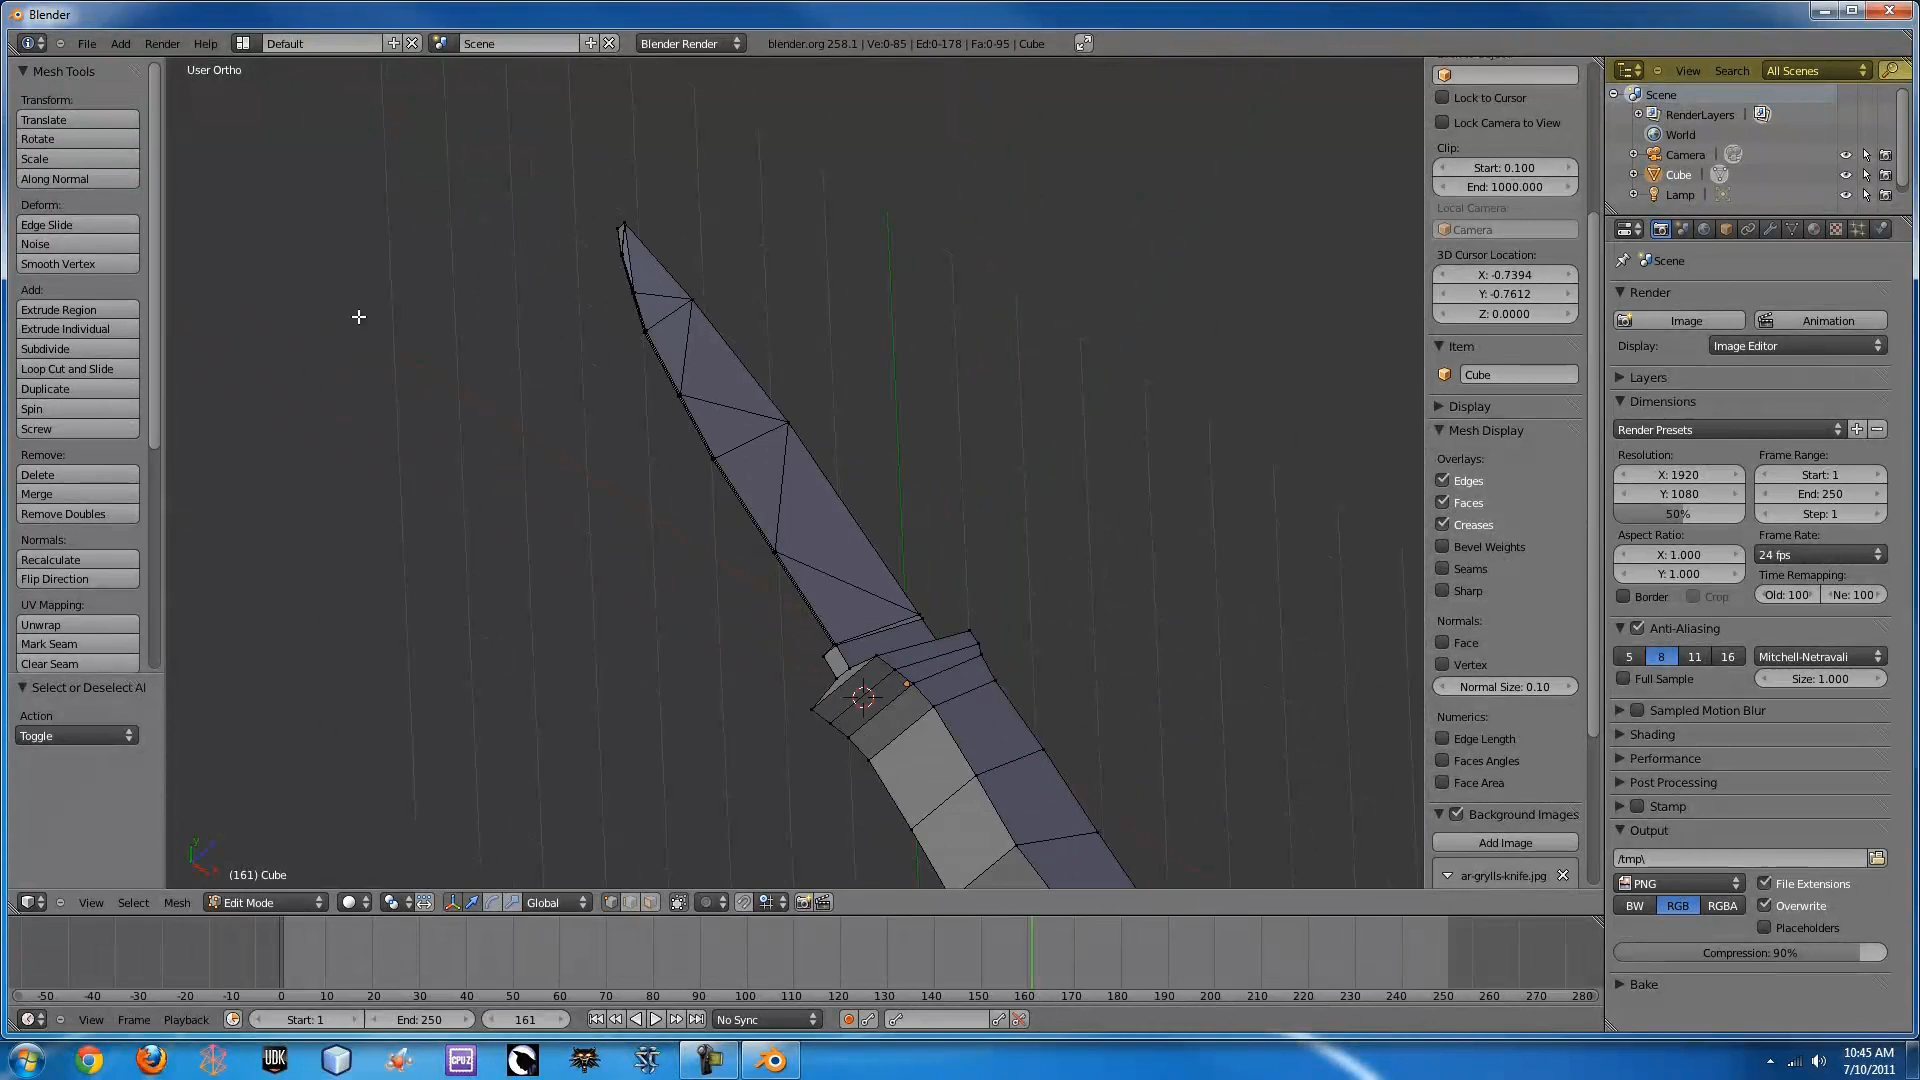 Blender
File Add Render Help Default Scene Blender Render blender.org 258.1 | Ve:0-85 | Ed:0-178 | Fa:0-95 | Cube
Mesh Tools
Transform:
Translate
Rotate
Scale
Along Normal
Deform:
Edge Slide
Noise
Smooth Vertex
Add:
Extrude Region
Extrude Individual
Subdivide
Loop Cut and Slide
Duplicate
Spin
Screw
Remove:
Delete
Merge
Remove Doubles
Normals:
Recalculate
Flip Direction
UV Mapping:
Unwrap
Mark Seam
Clear Seam
Select or Deselect Al
Action
Toggle
User Ortho
(161) Cube
Lock to Cursor
Lock Camera to View
Clip:
Start: 0.100
End: 1000.000
Local Camera:
Camera
3D Cursor Location:
X: -0.7394
Y: -0.7612
Z: 0.0000
Item
Cube
Display
Mesh Display
Overlays:
Edges
Faces
Creases
Bevel Weights
Seams
Sharp
Normals:
Face
Vertex
Normal Size: 0.10
Numerics:
Edge Length
Faces Angles
Face Area
Background Images
Add Image
ar-grylls-knife.jpg
View Search All Scenes
Scene
RenderLayers |
World
Camera |
Cube |
Lamp |
Scene
Render
Image Animation
Display: Image Editor
Layers
Dimensions
Render Presets
Resolution: Frame Range:
X: 1920 Start: 1
Y: 1080 End: 250
50% Step: 1
Aspect Ratio: Frame Rate:
X: 1.000 24 fps
Y: 1.000 Time Remapping:
Border Crop Old: 100 Ne: 100
Anti-Aliasing
5 8 11 16 Mitchell-Netravali
Full Sample Size: 1.000
Sampled Motion Blur
Shading
Performance
Post Processing
Stamp
Output
/tmp\
PNG File Extensions
BW RGB RGBA Overwrite
Placeholders
Compression: 90%
Bake
View Select Mesh Edit Mode Global
-50 -40 -30 -20 -10 0 10 20 30 40 50 60 70 80 90 100 110 120 130 140 150 160 170 180 190 200 210 220 230 240 250 260 270 280
View Frame Playback Start: 1 End: 250 161 No Sync
UDK
CPU-Z
10:45 AM
7/10/2011